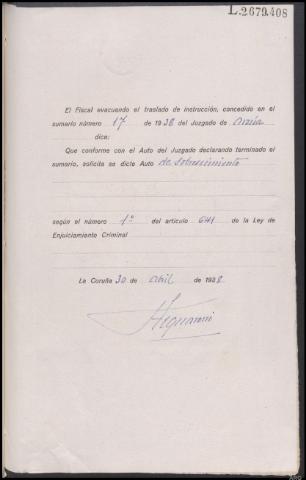 L.2679.408
El Fiscal evacuando el traslado de instrucción, concedido en el
sumario número 17 de 1938 del Juzgado de
dice:
Que conforme con el Auto del Juzgado declarando terminado el
sumario, solicita se dicte Auto de sobreseimiento
según el número 1º del artículo 641 de la Ley de
Enjuiciamiento Criminal
La Coruña 30 de abril de 1938.